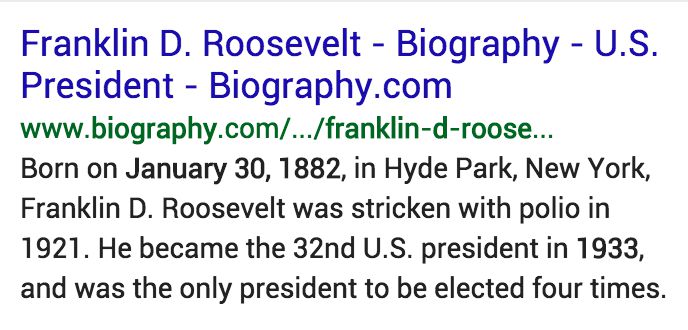 Franklin D. Roosevelt - Biography - U.S.
President - Biography.com
www.biography.com/.../franklin-d-roose...
Born on January 30, 1882, in Hyde Park, New York,
Franklin D. Roosevelt was stricken with polio in
1921. He became the 32nd U.S. president in 1933,
and was the only president to be elected four times.